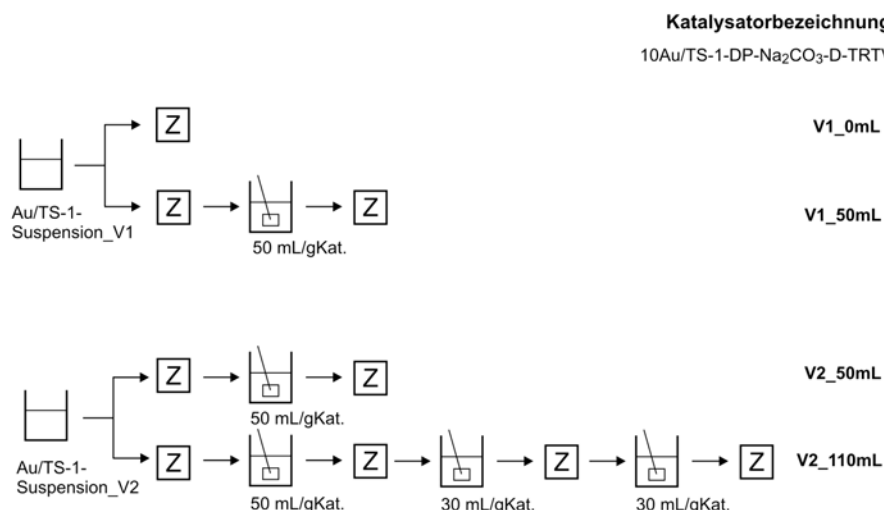 Katalysatorbezeichnung
10Au/TS-1-DP-Na₂CO₃-D-TRTV
Z
V1_0mL
Z
Z
V1_50mL
Au/TS-1-
Suspension_V1
50 mL/gKat.
Z
Z
V2_50mL
50 mL/gKat.
Z
Z
Z
Z
V2_110mL
Au/TS-1-
Suspension_V2
50 mL/gKat.
30 mL/gKat.
30 mL/gKat.